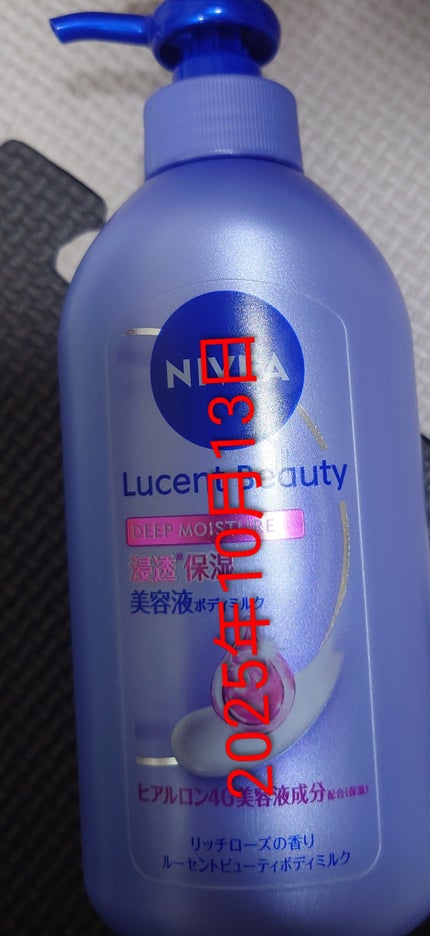 NIVEA
Lucent Beauty
DEEP MOISTURE
浸透※保湿
美容液ボディミルク
ヒアルロン4G美容液成分配合(保湿)
リッチローズの香り
ルーセントビューティボディミルク
2025年10月13日